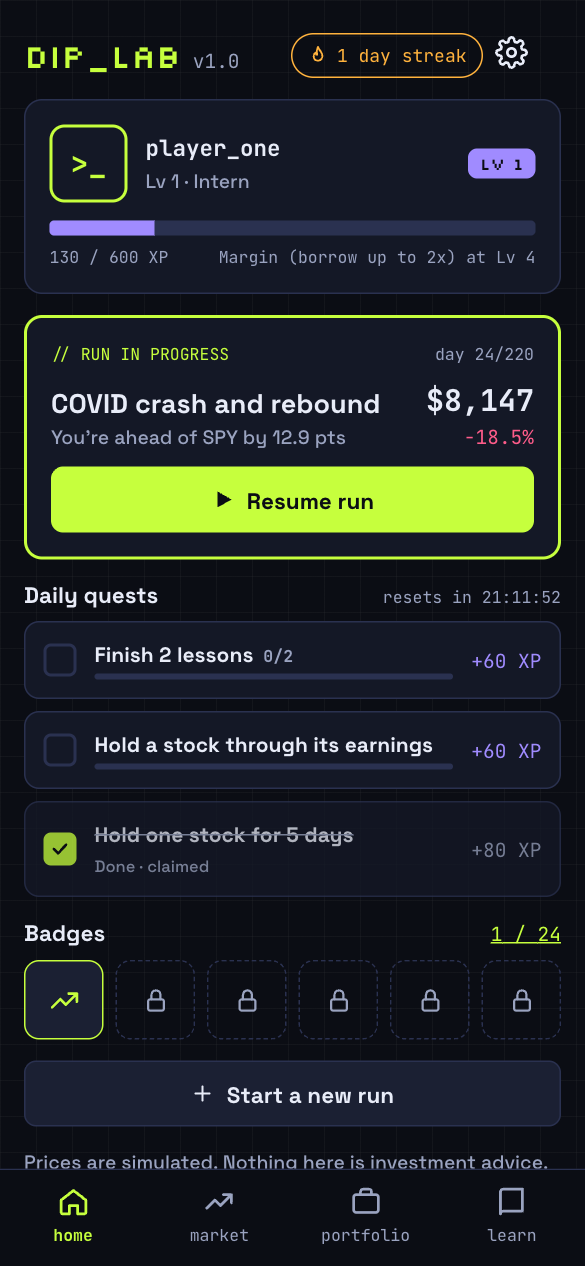 DIP_LAB v1.0
1 day streak
>_
player_one
Lv 1 · Intern
LV 1
130 / 600 XP
Margin (borrow up to 2x) at Lv 4
// RUN IN PROGRESS
day 24/220
COVID crash and rebound
$8,147
You're ahead of SPY by 12.9 pts
-18.5%
Resume run
Daily quests
resets in 21:11:52
Finish 2 lessons 0/2
+60 XP
Hold a stock through its earnings
+60 XP
Hold one stock for 5 days
Done · claimed
+80 XP
Badges
1 / 24
+ Start a new run
Prices are simulated. Nothing here is investment advice.
home
market
portfolio
learn